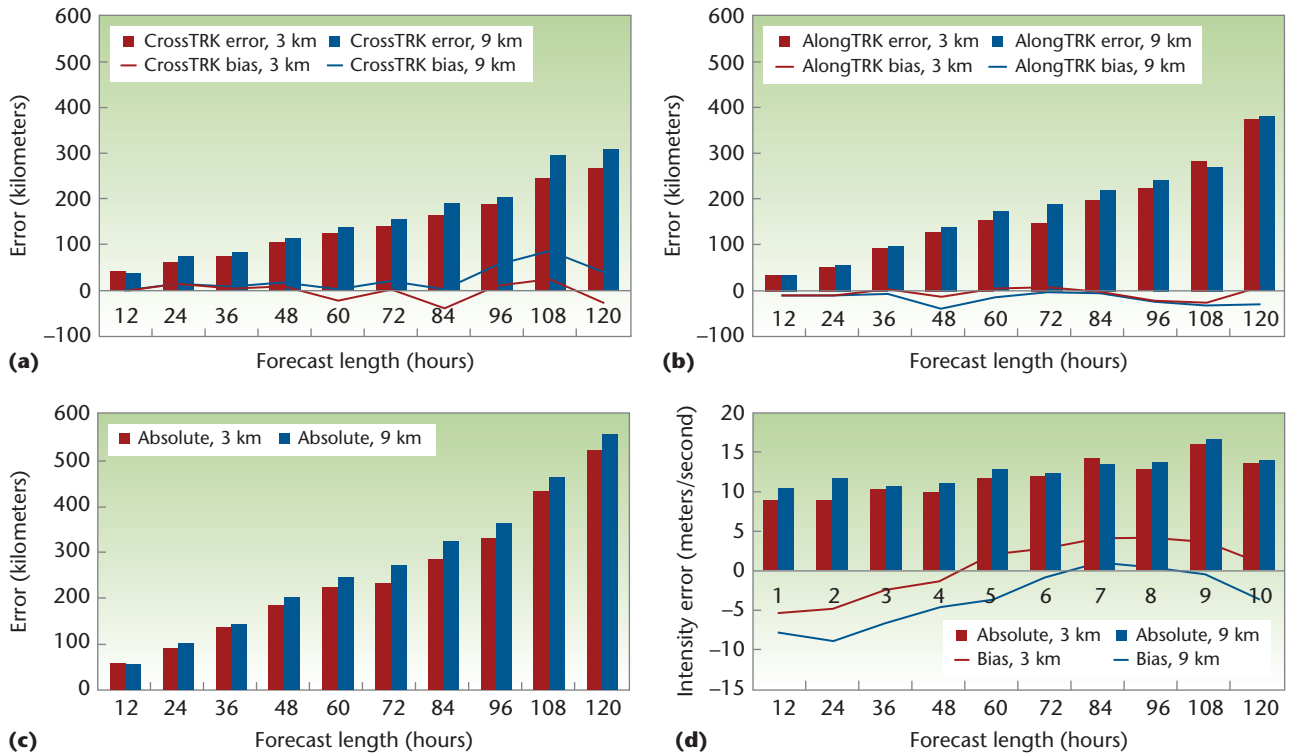 600
500
400
300
200
100
0
–100
Error (kilometers)
CrossTRK error, 3 km CrossTRK error, 9 km
CrossTRK bias, 3 km CrossTRK bias, 9 km
12 24 36 48 60 72 84 96 108 120
Forecast length (hours)
(a)
600
500
400
300
200
100
0
–100
Error (kilometers)
AlongTRK error, 3 km AlongTRK error, 9 km
AlongTRK bias, 3 km AlongTRK bias, 9 km
12 24 36 48 60 72 84 96 108 120
Forecast length (hours)
(b)
600
500
400
300
200
100
0
Error (kilometers)
Absolute, 3 km Absolute, 9 km
12 24 36 48 60 72 84 96 108 120
Forecast length (hours)
(c)
20
15
10
5
0
–5
–10
–15
Intensity error (meters/second)
1 2 3 4 5 6 7 8 9 10
Absolute, 3 km Absolute, 9 km
Bias, 3 km Bias, 9 km
12 24 36 48 60 72 84 96 108 120
Forecast length (hours)
(d)